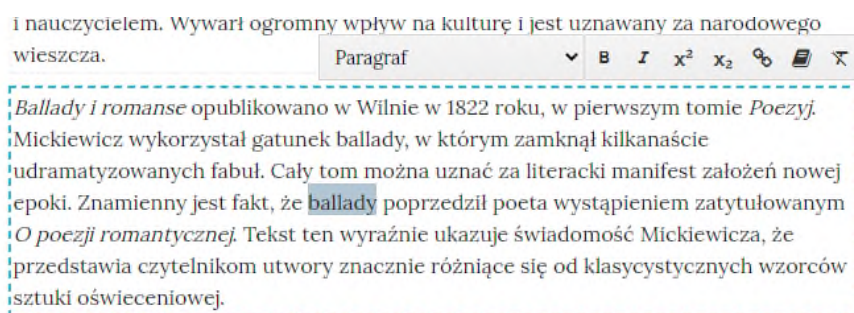 i nauczycielem. Wywarł ogromny wpływ na kulturę i jest uznawany za narodowego
wieszcza.
Paragraf B I x² x₂
Ballady i romanse opublikowano w Wilnie w 1822 roku, w pierwszym tomie Poezyj.
Mickiewicz wykorzystał gatunek ballady, w którym zamknął kilkanaście
udramatyzowanych fabuł. Cały tom można uznać za literacki manifest założeń nowej
epoki. Znamienny jest fakt, że ballady poprzedził poeta wystąpieniem zatytułowanym
O poezji romantycznej. Tekst ten wyraźnie ukazuje świadomość Mickiewicza, że
przedstawia czytelnikom utwory znacznie różniące się od klasycystycznych wzorców
sztuki oświeceniowej.